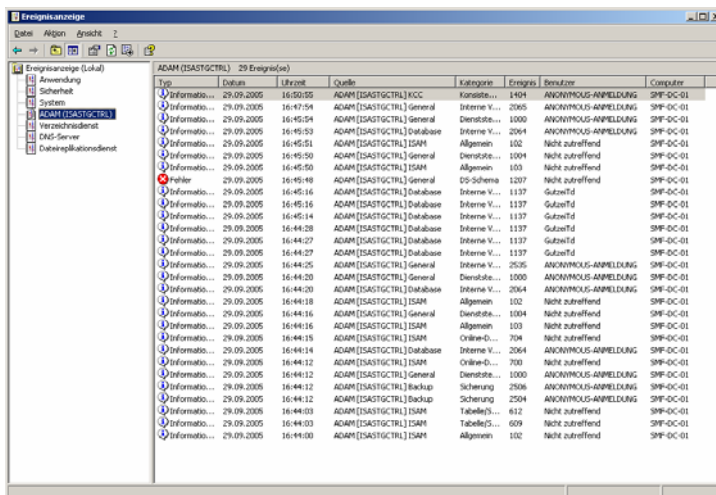 Ereignisanzeige
Datei Aktion Ansicht ?
Ereignisanzeige (Lokal)
Anwendung
Sicherheit
System
ADAM (ISASTGCTRL)
Verzeichnisdienst
DNS-Server
Dateireplikationsdienst
ADAM (ISASTGCTRL) 29 Ereignis(se)
Typ Datum Uhrzeit Quelle Kategorie Ereignis Benutzer Computer
Informatio... 29.09.2005 16:50:55 ADAM [ISASTGCTRL] KCC Konsiste... 1404 ANONYMOUS-ANMELDUNG SMF-DC-01
Informatio... 29.09.2005 16:47:54 ADAM [ISASTGCTRL] General Interne V... 2065 ANONYMOUS-ANMELDUNG SMF-DC-01
Informatio... 29.09.2005 16:45:54 ADAM [ISASTGCTRL] General Dienstste... 1000 ANONYMOUS-ANMELDUNG SMF-DC-01
Informatio... 29.09.2005 16:45:53 ADAM [ISASTGCTRL] Database Interne V... 2064 ANONYMOUS-ANMELDUNG SMF-DC-01
Informatio... 29.09.2005 16:45:51 ADAM [ISASTGCTRL] ISAM Allgemein 102 Nicht zutreffend SMF-DC-01
Informatio... 29.09.2005 16:45:50 ADAM [ISASTGCTRL] General Dienstste... 1004 Nicht zutreffend SMF-DC-01
Informatio... 29.09.2005 16:45:50 ADAM [ISASTGCTRL] ISAM Allgemein 103 Nicht zutreffend SMF-DC-01
Fehler 29.09.2005 16:45:48 ADAM [ISASTGCTRL] General DS-Schema 1207 Nicht zutreffend SMF-DC-01
Informatio... 29.09.2005 16:45:16 ADAM [ISASTGCTRL] Database Interne V... 1137 GutzeiTd SMF-DC-01
Informatio... 29.09.2005 16:45:16 ADAM [ISASTGCTRL] Database Interne V... 1137 GutzeiTd SMF-DC-01
Informatio... 29.09.2005 16:45:14 ADAM [ISASTGCTRL] Database Interne V... 1137 GutzeiTd SMF-DC-01
Informatio... 29.09.2005 16:44:28 ADAM [ISASTGCTRL] Database Interne V... 1137 GutzeiTd SMF-DC-01
Informatio... 29.09.2005 16:44:27 ADAM [ISASTGCTRL] Database Interne V... 1137 GutzeiTd SMF-DC-01
Informatio... 29.09.2005 16:44:27 ADAM [ISASTGCTRL] Database Interne V... 1137 GutzeiTd SMF-DC-01
Informatio... 29.09.2005 16:44:25 ADAM [ISASTGCTRL] General Interne V... 2535 ANONYMOUS-ANMELDUNG SMF-DC-01
Informatio... 29.09.2005 16:44:20 ADAM [ISASTGCTRL] General Dienstste... 1000 ANONYMOUS-ANMELDUNG SMF-DC-01
Informatio... 29.09.2005 16:44:20 ADAM [ISASTGCTRL] Database Interne V... 2064 ANONYMOUS-ANMELDUNG SMF-DC-01
Informatio... 29.09.2005 16:44:18 ADAM [ISASTGCTRL] ISAM Allgemein 102 Nicht zutreffend SMF-DC-01
Informatio... 29.09.2005 16:44:16 ADAM [ISASTGCTRL] General Dienstste... 1004 Nicht zutreffend SMF-DC-01
Informatio... 29.09.2005 16:44:16 ADAM [ISASTGCTRL] ISAM Allgemein 103 Nicht zutreffend SMF-DC-01
Informatio... 29.09.2005 16:44:15 ADAM [ISASTGCTRL] ISAM Online-D... 704 Nicht zutreffend SMF-DC-01
Informatio... 29.09.2005 16:44:14 ADAM [ISASTGCTRL] Database Interne V... 2064 ANONYMOUS-ANMELDUNG SMF-DC-01
Informatio... 29.09.2005 16:44:12 ADAM [ISASTGCTRL] ISAM Online-D... 700 Nicht zutreffend SMF-DC-01
Informatio... 29.09.2005 16:44:12 ADAM [ISASTGCTRL] General Dienstste... 1000 ANONYMOUS-ANMELDUNG SMF-DC-01
Informatio... 29.09.2005 16:44:12 ADAM [ISASTGCTRL] Backup Sicherung 2506 ANONYMOUS-ANMELDUNG SMF-DC-01
Informatio... 29.09.2005 16:44:12 ADAM [ISASTGCTRL] Backup Sicherung 2504 ANONYMOUS-ANMELDUNG SMF-DC-01
Informatio... 29.09.2005 16:44:03 ADAM [ISASTGCTRL] ISAM Tabelle/S... 612 Nicht zutreffend SMF-DC-01
Informatio... 29.09.2005 16:44:03 ADAM [ISASTGCTRL] ISAM Tabelle/S... 609 Nicht zutreffend SMF-DC-01
Informatio... 29.09.2005 16:44:00 ADAM [ISASTGCTRL] ISAM Allgemein 102 Nicht zutreffend SMF-DC-01